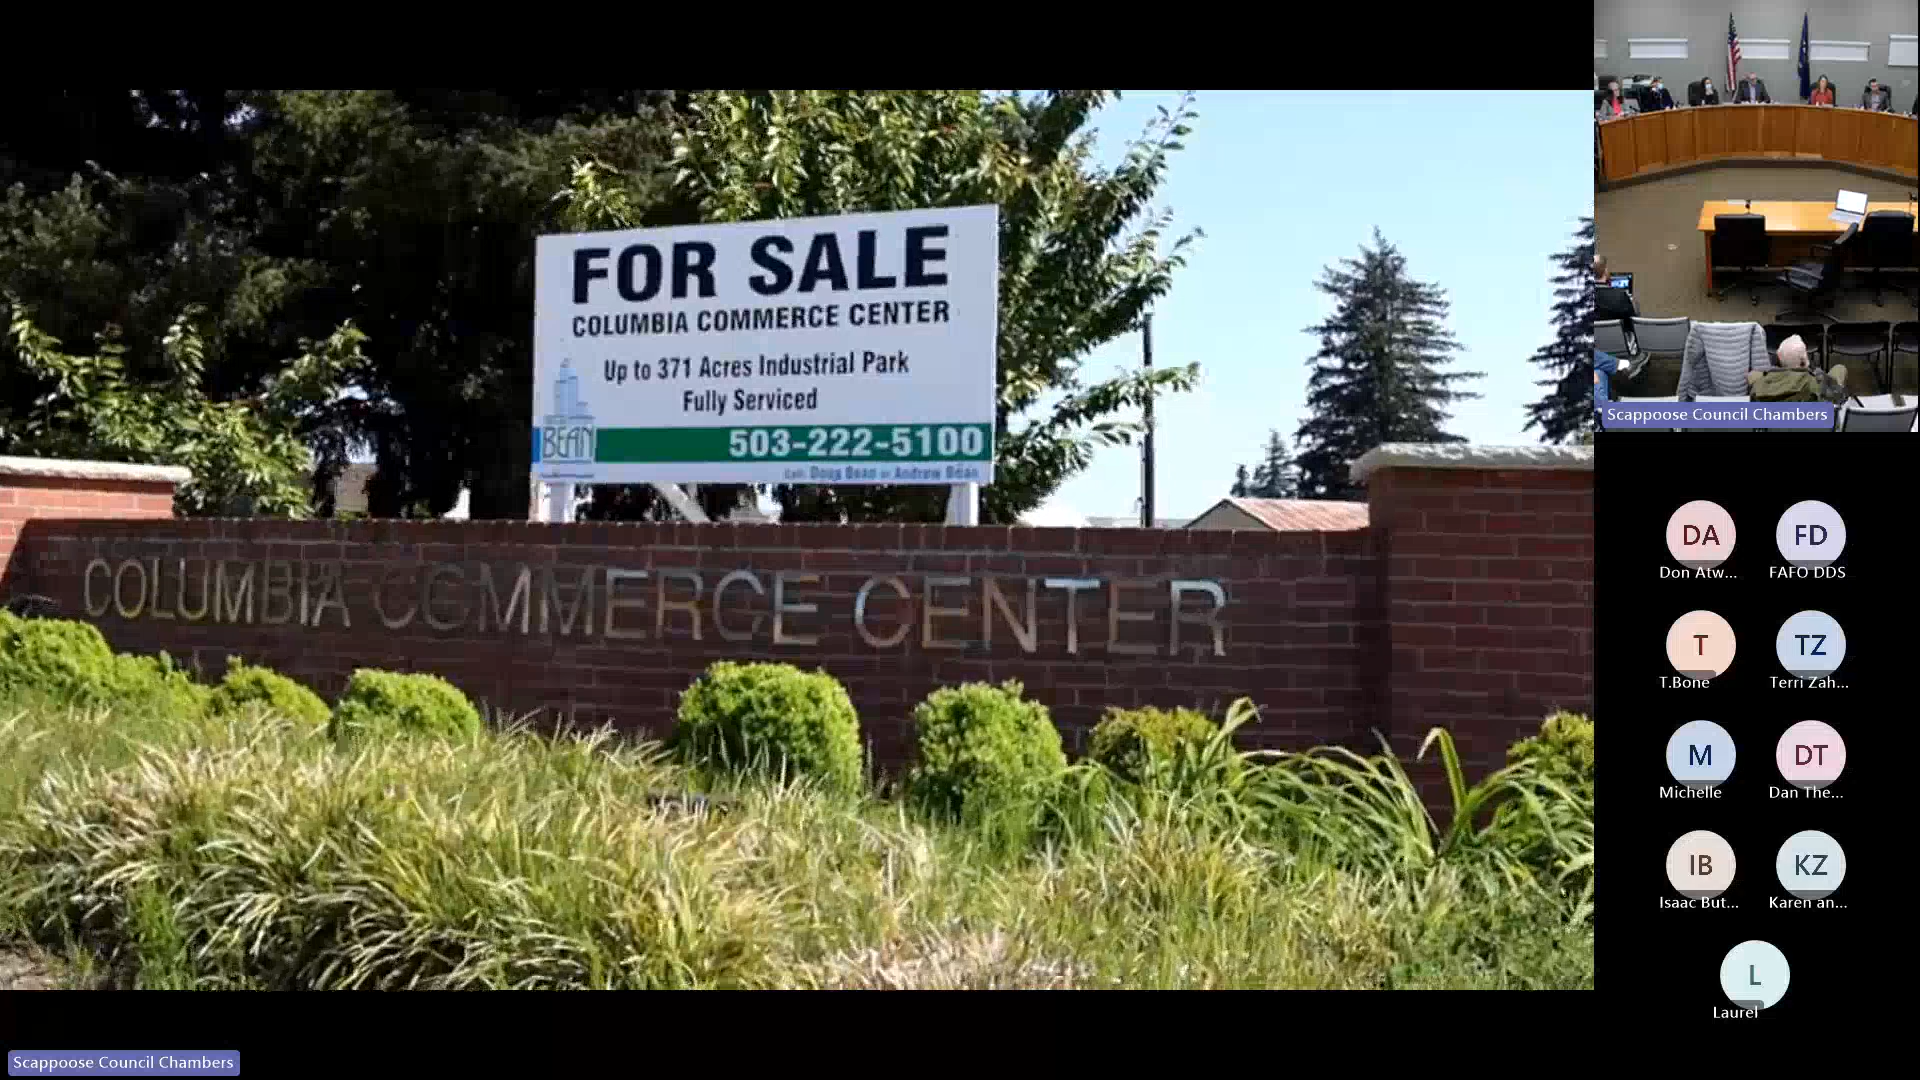 FOR SALE
COLUMBIA COMMERCE CENTER
Up to 371 Acres Industrial Park
Fully Serviced
BEAN
503-222-5100
Call: Doug Bean or Andrew Bean
COLUMBIA COMMERCE CENTER
Scappoose Council Chambers
Scappoose Council Chambers
DA
FD
Don Atw...
FAFO DDS
T
TZ
T.Bone
Terri Zah...
M
DT
Michelle
Dan The...
IB
KZ
Isaac But...
Karen an...
L
Laurel